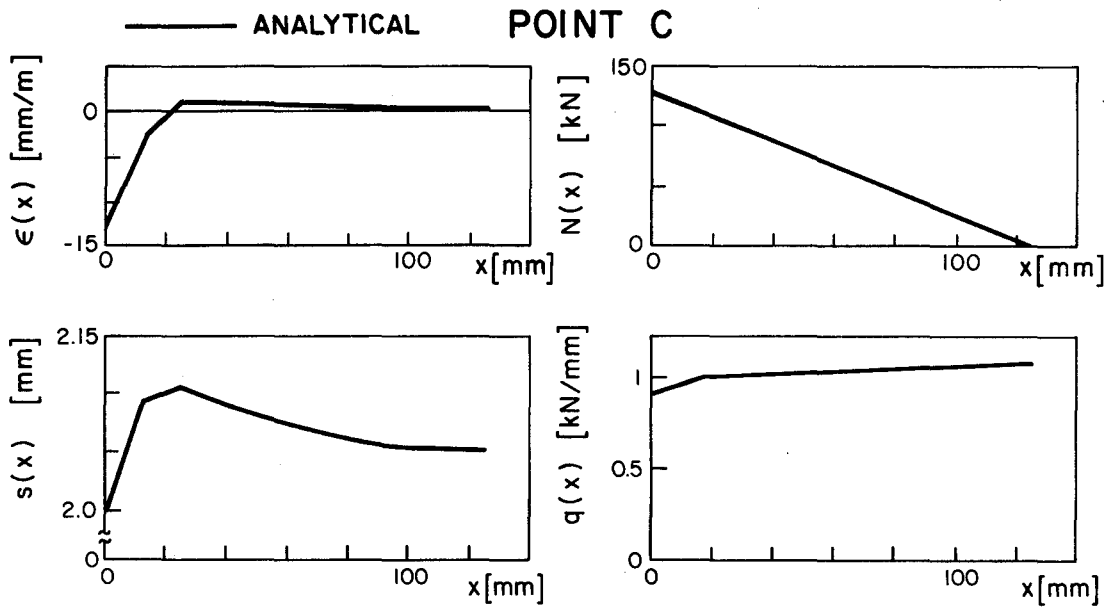 ANALYTICAL POINT C
ϵ(x) [mm/m]
0
-15
0
100
x[mm]
N(x) [kN]
150
0
0
100
x[mm]
s(x) [mm]
2.15
2.0
0
0
100
x[mm]
q(x) [kN/mm]
1
0.5
0
0
100
x[mm]